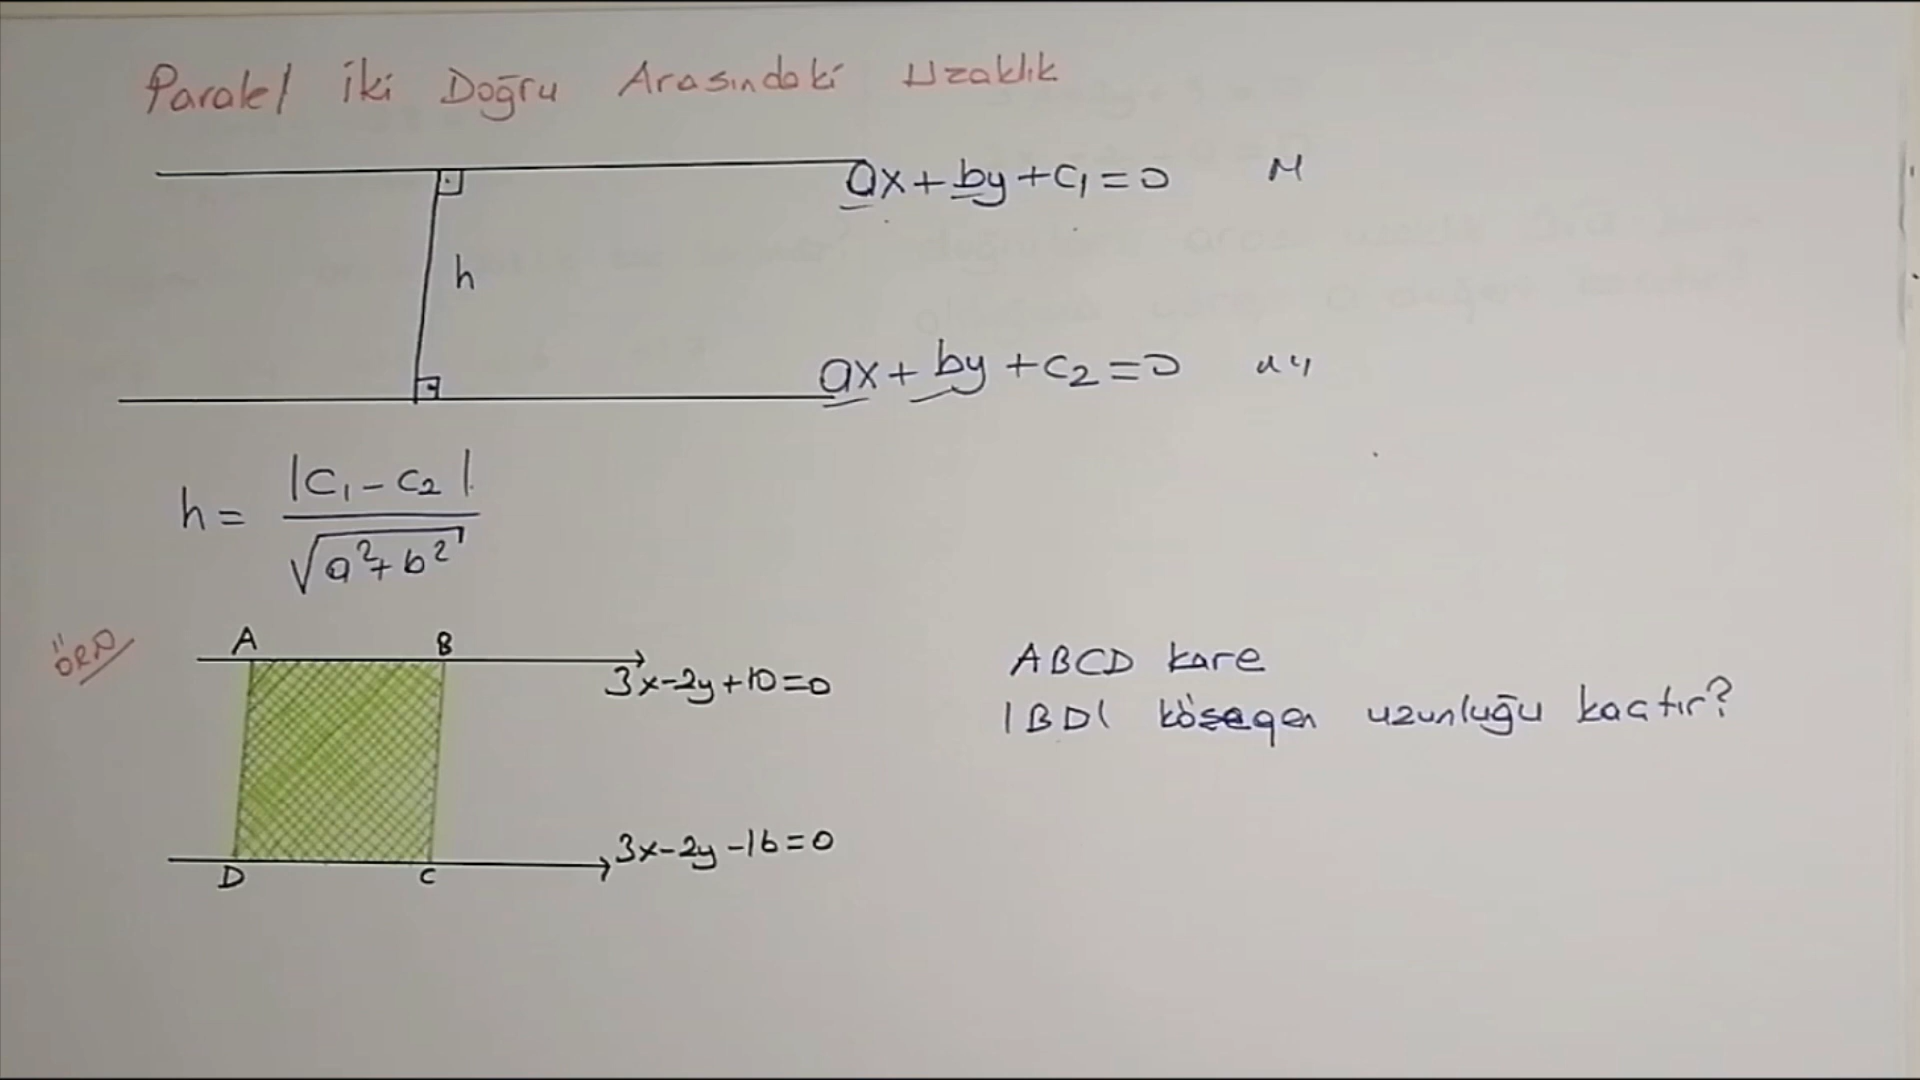 Paralel İki Doğru Arasındaki Uzaklık
ax+by+c₁=0
h
ax+by+c₂=0
h= |c₁-c₂| / √a²+b²
ÖRN
A B
3x-2y+10=0
3x-2y-16=0
D C
ABCD kare
|BD| köşegen uzunluğu kaçtır?